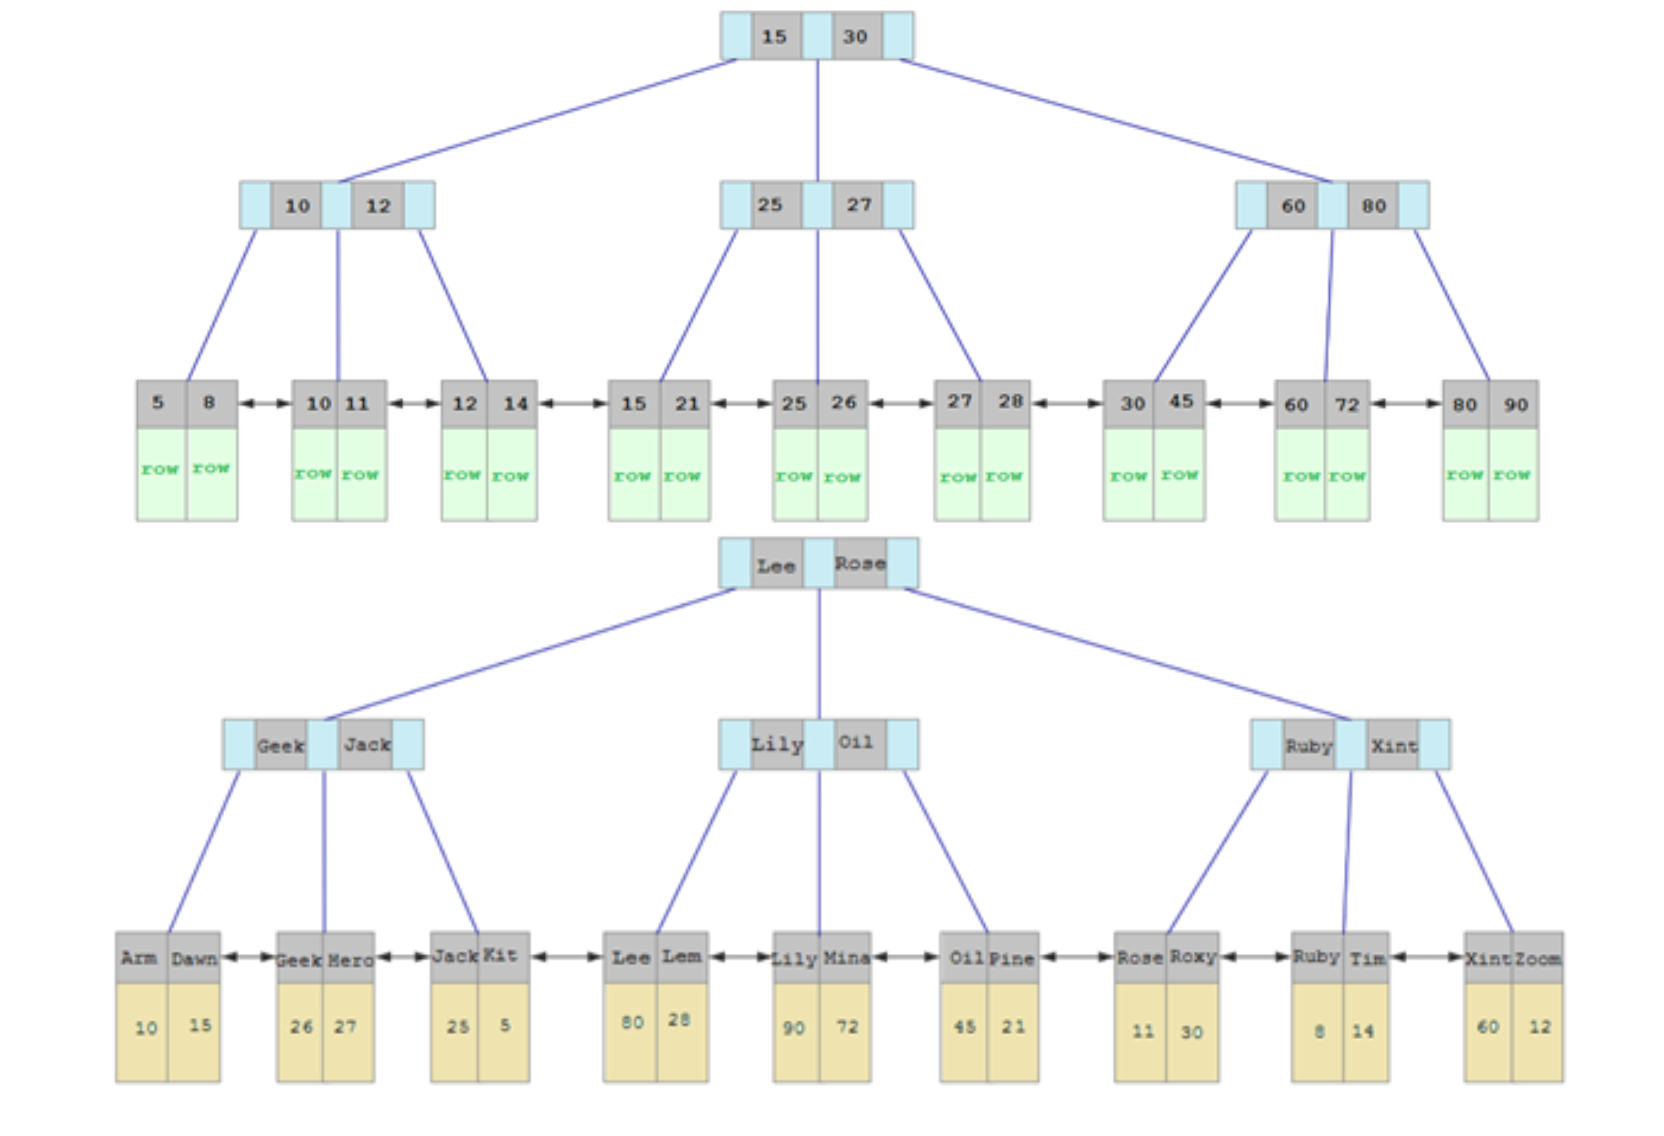 15 30
10 12 25 27 60 80
5 8 10 11 12 14 15 21 25 26 27 28 30 45 60 72 80 90
row row row row row row row row row row row row row row row row row row
Lee Rose
Geek Jack Lily Oil Ruby Xint
Arm Dawn Geek Hero Jack Kit Lee Lem Lily Mina Oil Pine Rose Roxy Ruby Tim Xint Zoom
10 15 26 27 25 5 80 28 90 72 45 21 11 30 8 14 60 12